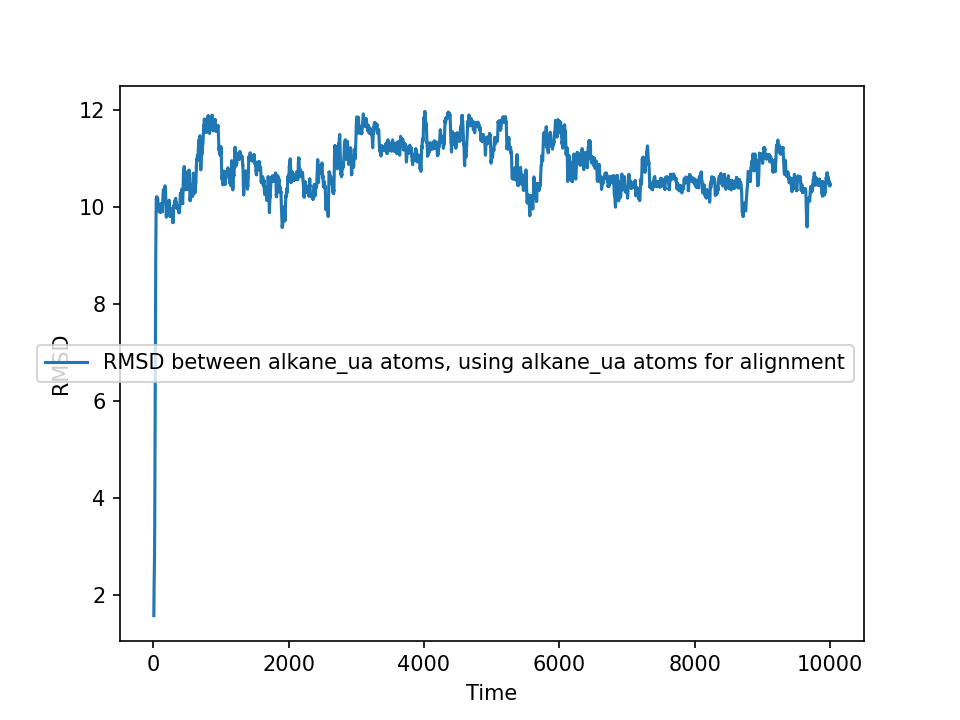 12
10
8
6
4
2
RMSD
RMSD between alkane_ua atoms, using alkane_ua atoms for alignment
0 2000 4000 6000 8000 10000
Time